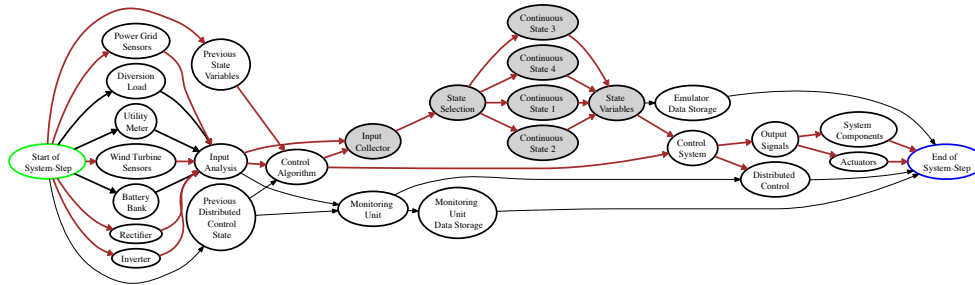 Start of
System-Step
Power Grid
Sensors
Diversion
Load
Utility
Meter
Wind Turbine
Sensors
Battery
Bank
Rectifier
Inverter
Previous
State
Variables
Input
Analysis
Previous
Distributed
Control
State
Control
Algorithm
Input
Collector
Monitoring
Unit
Monitoring
Unit
Data Storage
State
Selection
Continuous
State 3
Continuous
State 4
Continuous
State 1
Continuous
State 2
State
Variables
Emulator
Data Storage
Control
System
Output
Signals
Distributed
Control
System
Components
Actuators
End of
System-Step